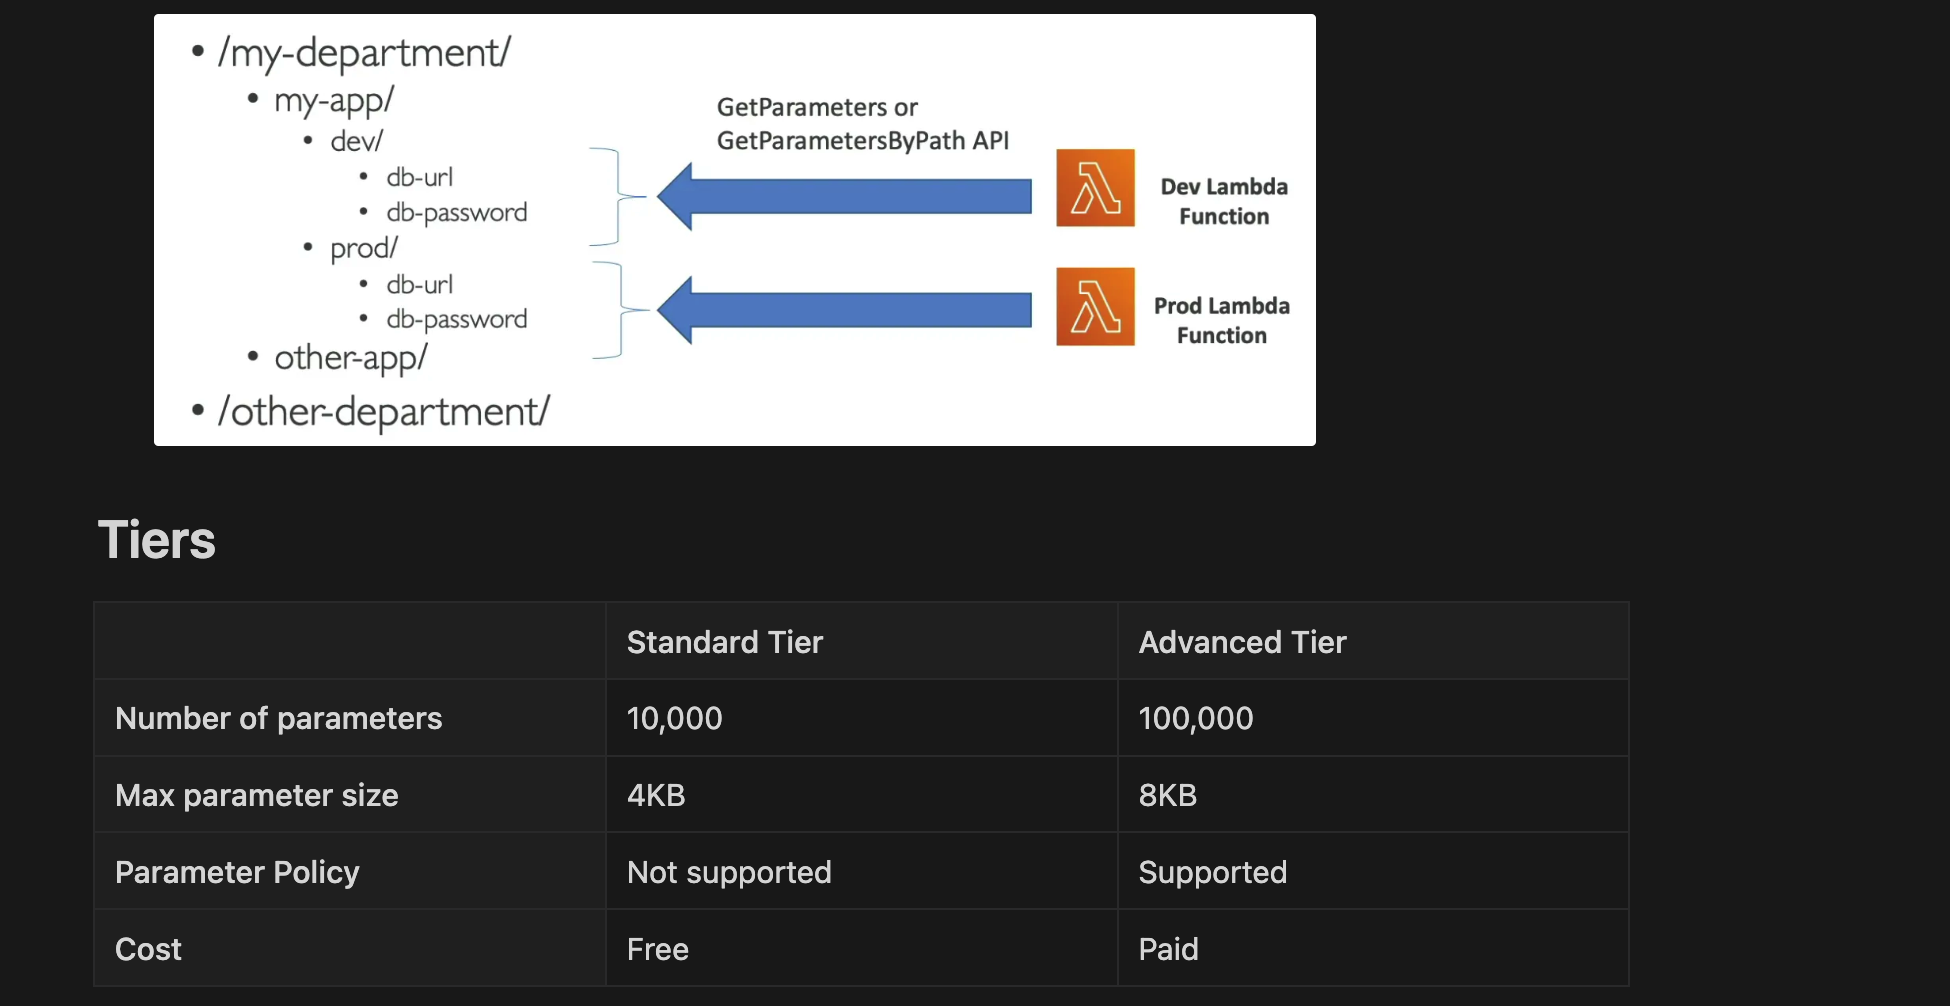 • /my-department/
• my-app/
• dev/
• db-url
• db-password
• prod/
• db-url
• db-password
• other-app/
• /other-department/
GetParameters or
GetParametersByPath API
Dev Lambda
Function
Prod Lambda
Function
Tiers
Standard Tier Advanced Tier
Number of parameters 10,000 100,000
Max parameter size 4KB 8KB
Parameter Policy Not supported Supported
Cost Free Paid